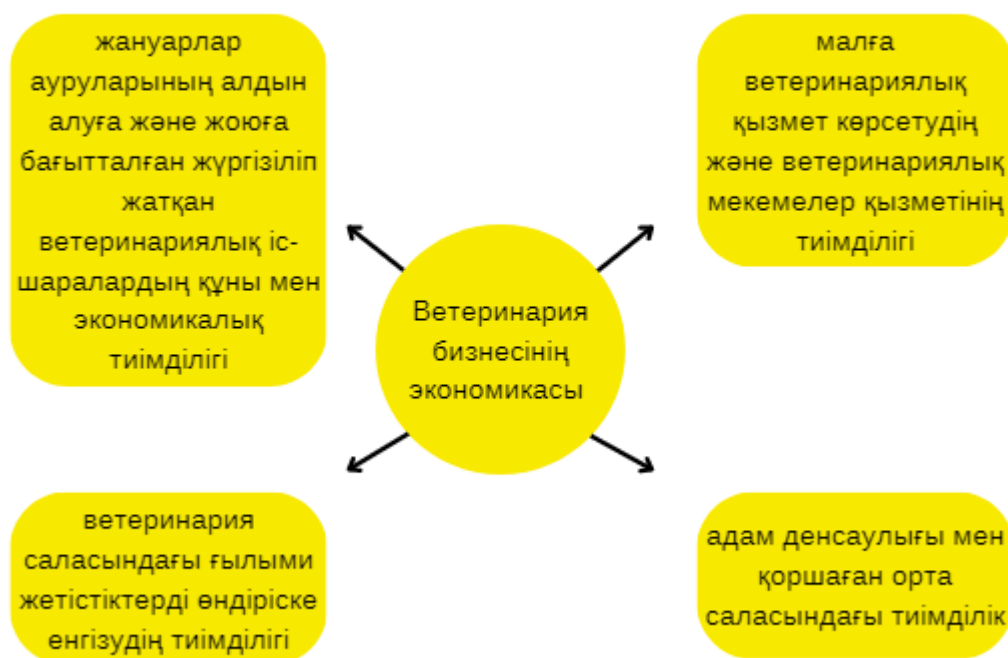 жануарлар
ауруларының алдын
алуға және жоюға
бағытталған жүргізіліп
жатқан
ветеринариялық іс-
шаралардың құны мен
экономикалық
тиімділігі
малға
ветеринариялық
қызмет көрсетудің
және ветеринариялық
мекемелер қызметінің
тиімділігі
Ветеринария
бизнесінің
экономикасы
ветеринария
саласындағы ғылыми
жетістіктерді өндіріске
енгізудің тиімділігі
адам денсаулығы мен
қоршаған орта
саласындағы тиімділік